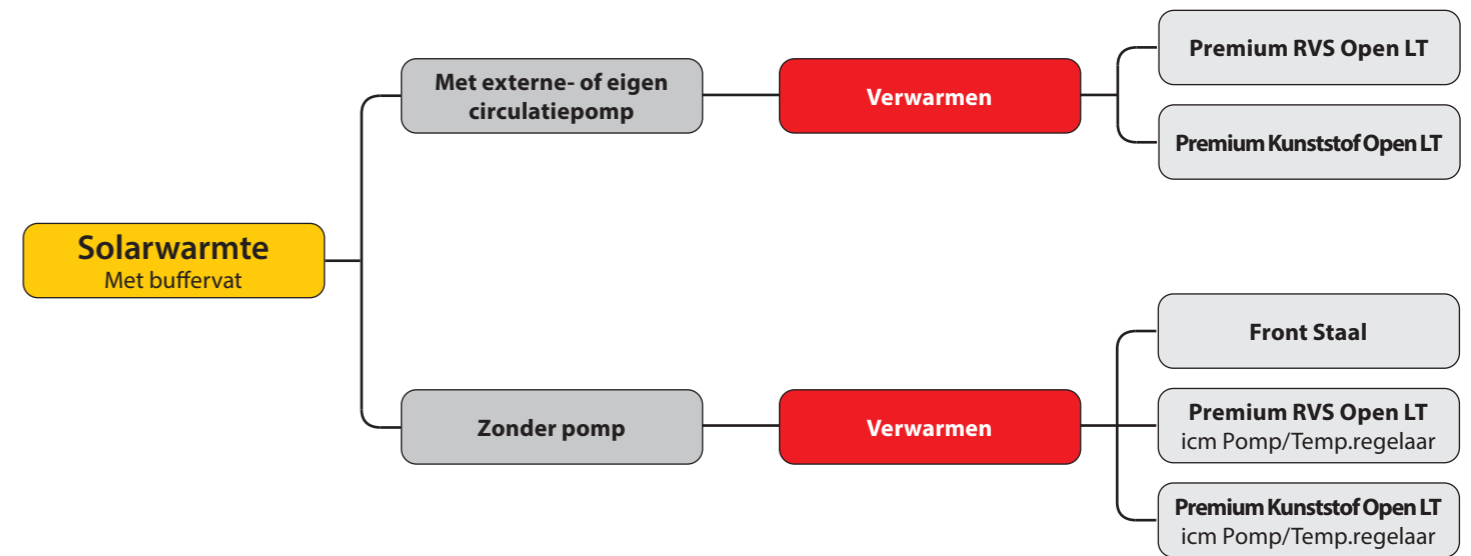 Solarwarmte
Met buffervat
Met externe- of eigen
circulatiepomp
Verwarmen
Premium RVS Open LT
Premium Kunststof Open LT
Zonder pomp
Verwarmen
Front Staal
Premium RVS Open LT
icm Pomp/Temp.regelaar
Premium Kunststof Open LT
icm Pomp/Temp.regelaar